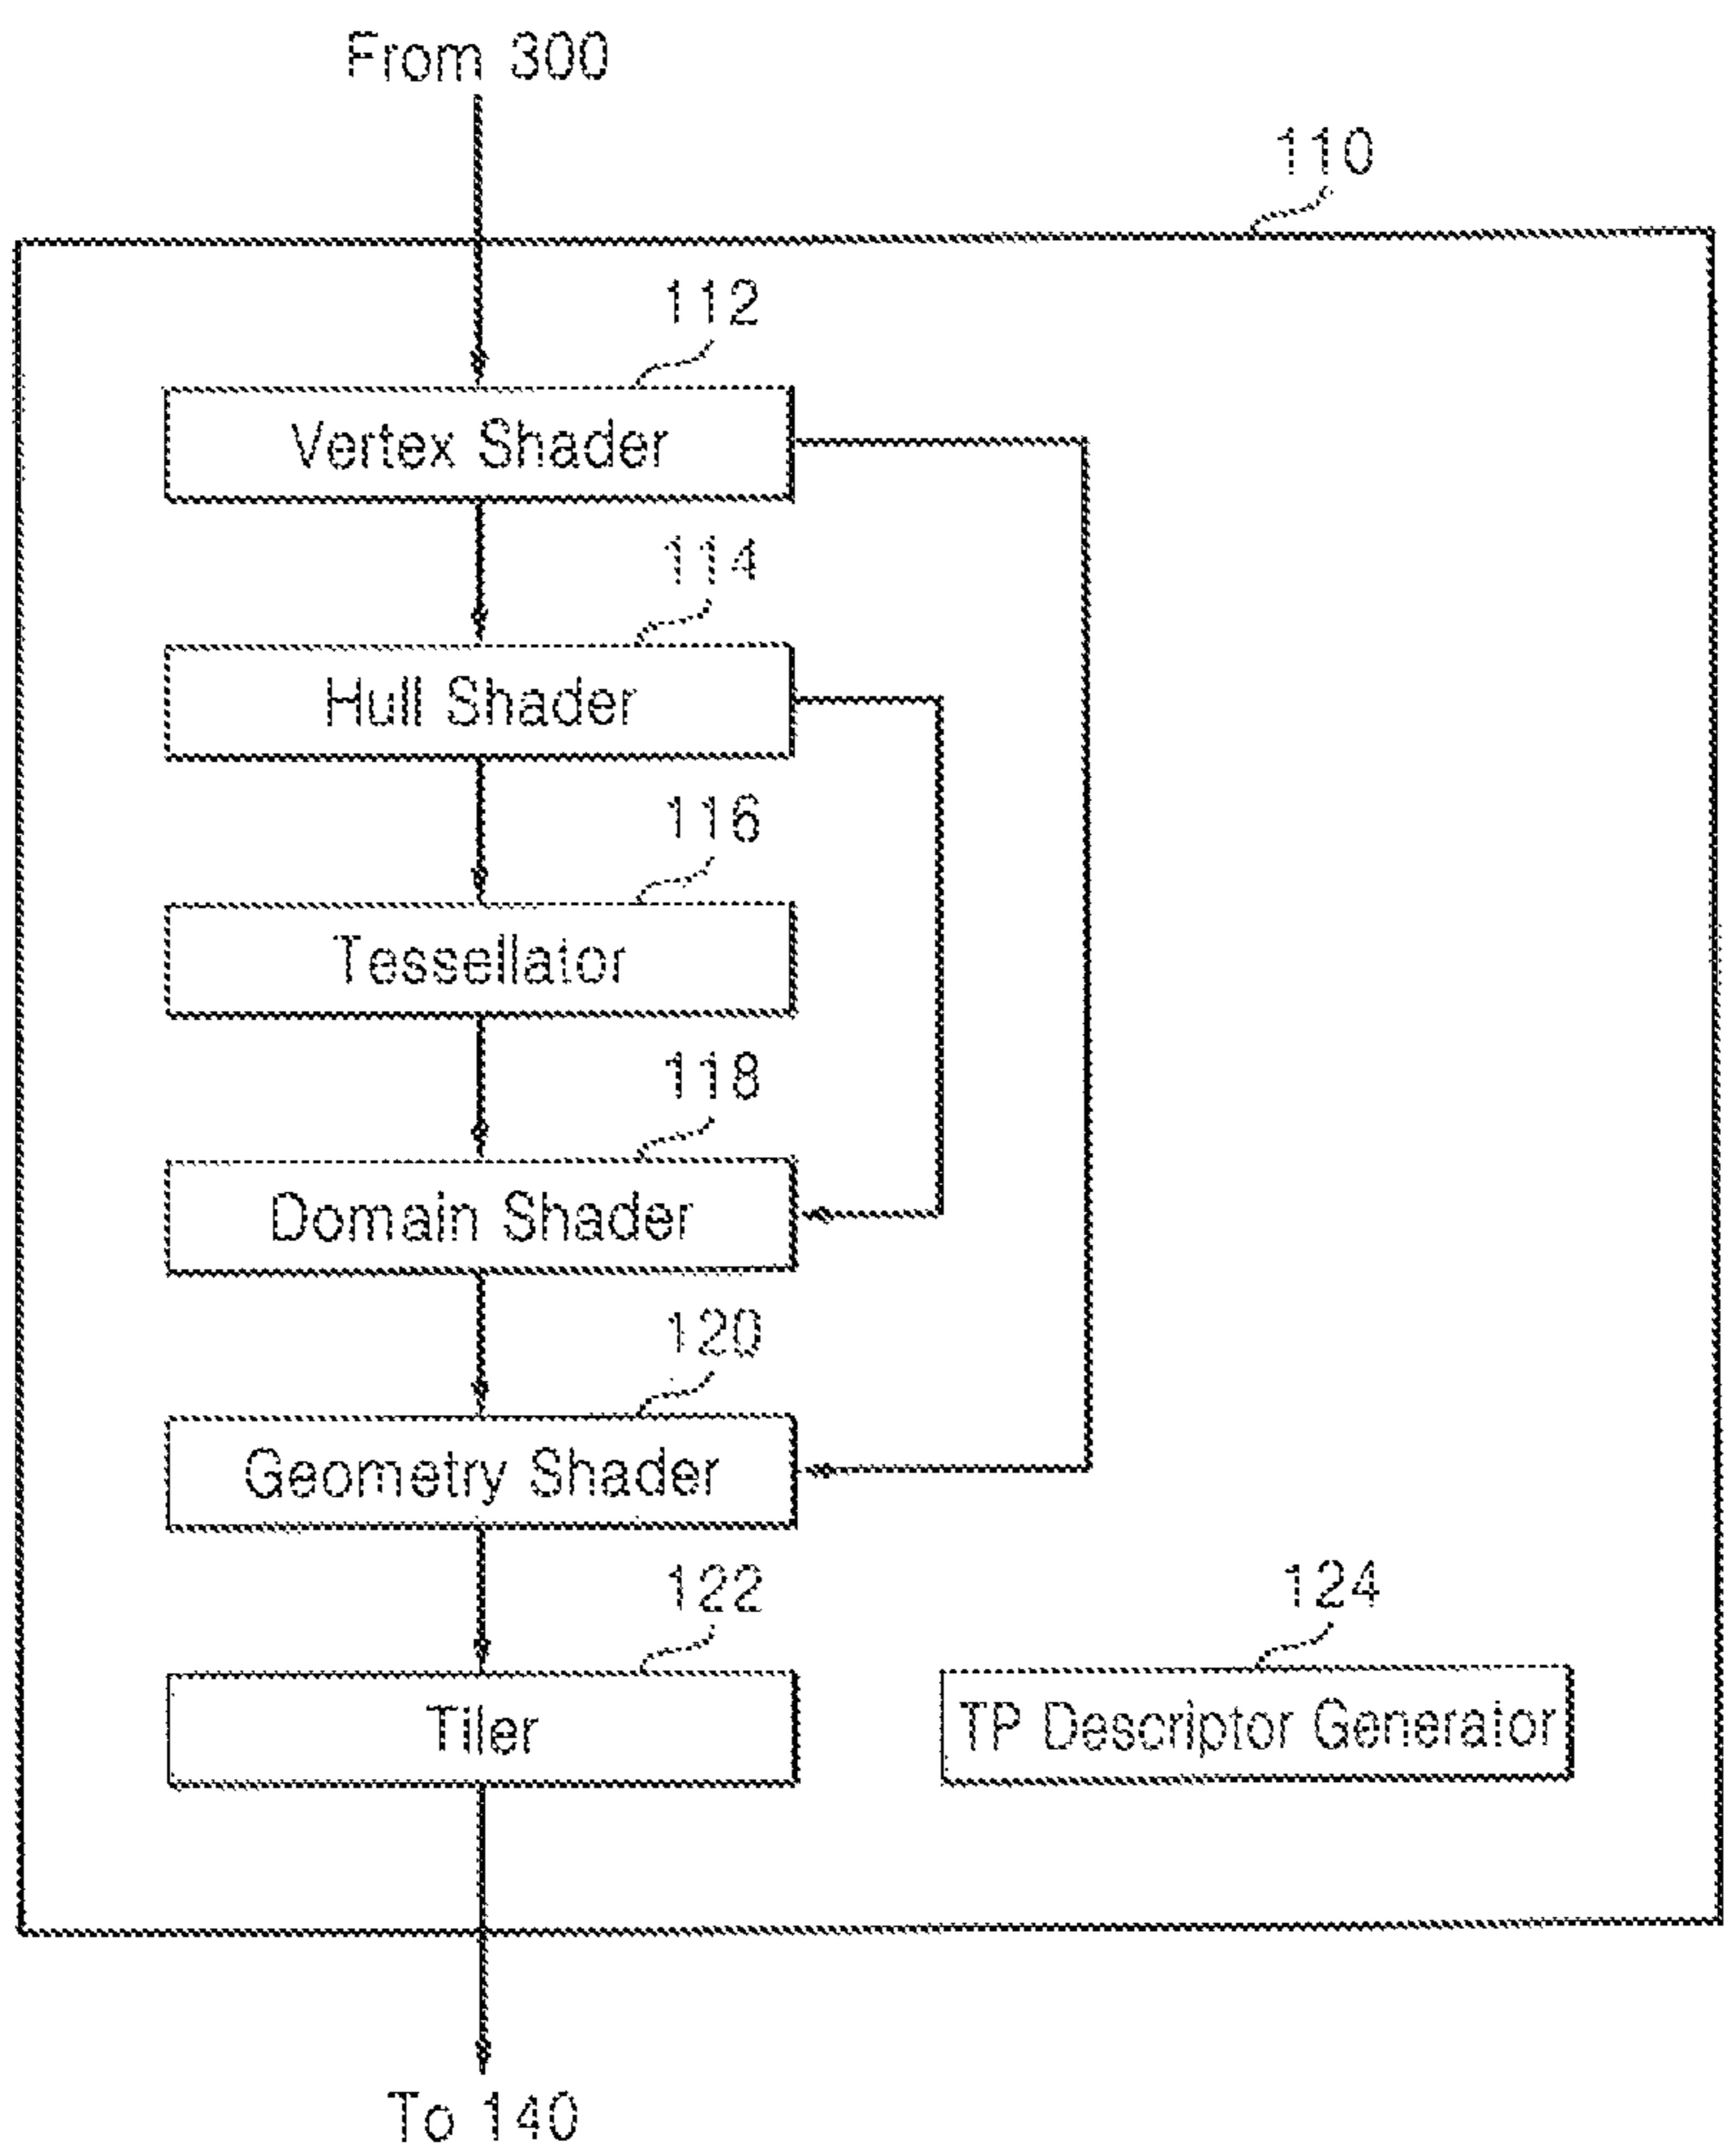 From 300
110
112
Vertex Shader
114
Hull Shader
116
Tessellator
118
Domain Shader
120
Geometry Shader
122
Tiler
124
TP Descriptor Generator
To 140